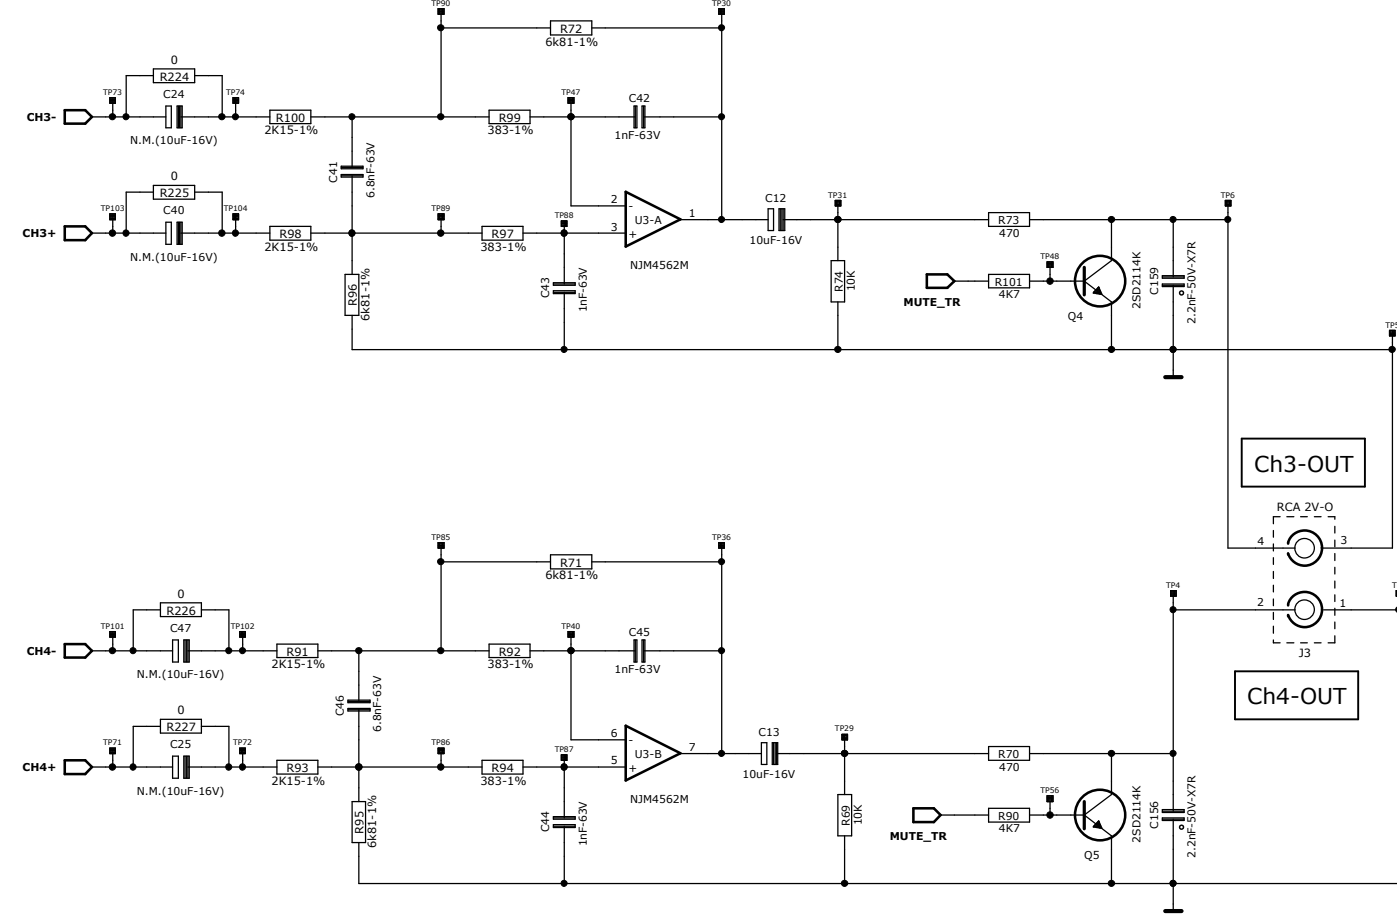 TP90
TP30
R72
6k81-1%
0
R224
TP73
C24
TP74
TP47
C42
CH3-
R100
R99
2K15-1%
383-1%
1nF-63V
N.M.(10uF-16V)
C41
6.8nF-63V
0
R225
TP103
C40
TP104
TP89
TP88
2
-
U3-A
1
C12
TP31
TP6
CH3+
R98
R97
3
+
R73
2K15-1%
383-1%
10uF-16V
470
N.M.(10uF-16V)
NJM4562M
R96
6k81-1%
C43
1nF-63V
R74
10K
TP48
R101
MUTE_TR
4K7
Q4
2SD2114K
C159
2.2nF-50V-X7R
Ch3-OUT
RCA 2V-O
4
3
2
1
J3
Ch4-OUT
TP4
TP85
TP36
R71
6k81-1%
0
R226
TP101
C47
TP102
TP40
C45
CH4-
R91
R92
2K15-1%
383-1%
1nF-63V
N.M.(10uF-16V)
C46
6.8nF-63V
0
R227
TP71
C25
TP72
TP86
TP87
6
-
U3-B
7
C13
TP29
CH4+
R93
R94
5
+
R70
2K15-1%
383-1%
10uF-16V
470
N.M.(10uF-16V)
NJM4562M
R95
6k81-1%
C44
1nF-63V
R69
10K
TP56
R90
MUTE_TR
4K7
Q5
2SD2114K
C156
2.2nF-50V-X7R